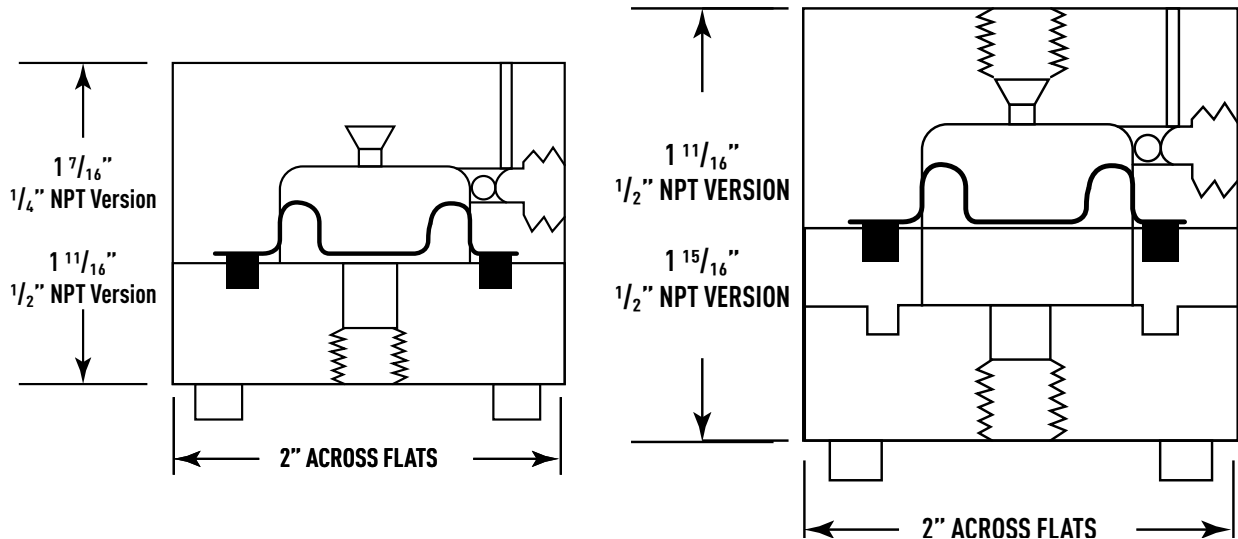 1 7/16”
1/4” NPT Version
1 11/16”
1/2” NPT Version
2” ACROSS FLATS
1 11/16”
1/2” NPT VERSION
1 15/16”
1/2” NPT VERSION
2” ACROSS FLATS